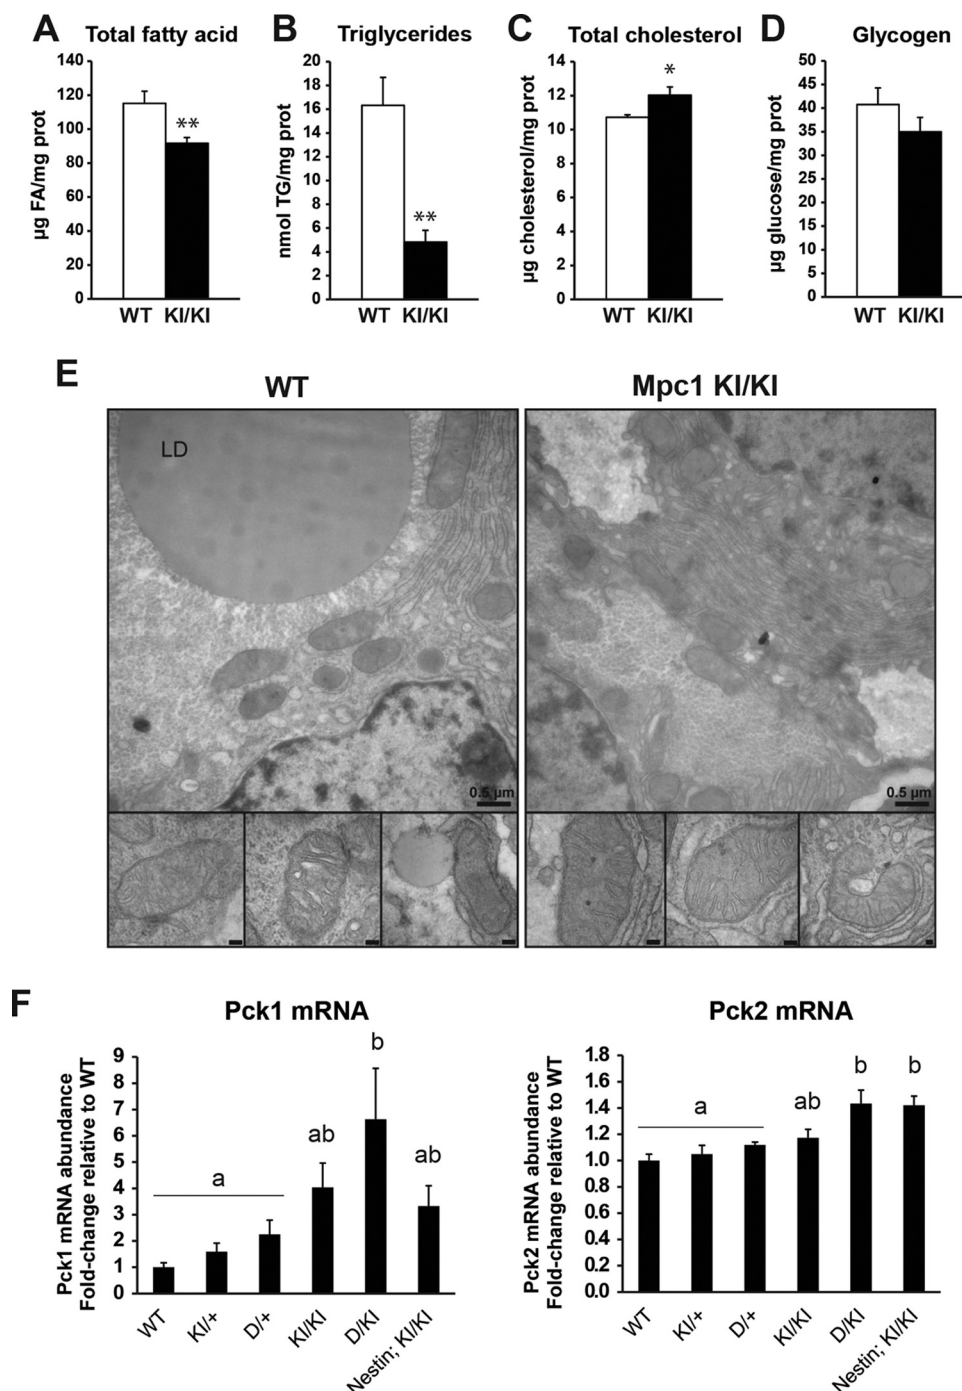 A Total fatty acid
140
120
100
80
60
40
20
0
µg FA/mg prot
**
WT KI/KI
B Triglycerides
20
18
16
14
12
10
8
6
4
2
0
nmol TG/mg prot
**
WT KI/KI
C Total cholesterol
14
12
10
8
6
4
2
0
µg cholesterol/mg prot
*
WT KI/KI
D Glycogen
50
45
40
35
30
25
20
15
10
5
0
µg glucose/mg prot
WT KI/KI
E
WT
LD
0.5 µm
Mpc1 KI/KI
0.5 µm
F
Pck1 mRNA
Pck1 mRNA abundance
Fold-change relative to WT
9
8
7
6
5
4
3
2
1
0
a
ab
b
ab
WT
KI/+
D/+
KI/KI
D/KI
Nestin; KI/KI
Pck2 mRNA
Pck2 mRNA abundance
Fold-change relative to WT
1.8
1.6
1.4
1.2
1.0
0.8
0.6
0.4
0.2
0.0
a
ab
b
b
WT
KI/+
D/+
KI/KI
D/KI
Nestin; KI/KI